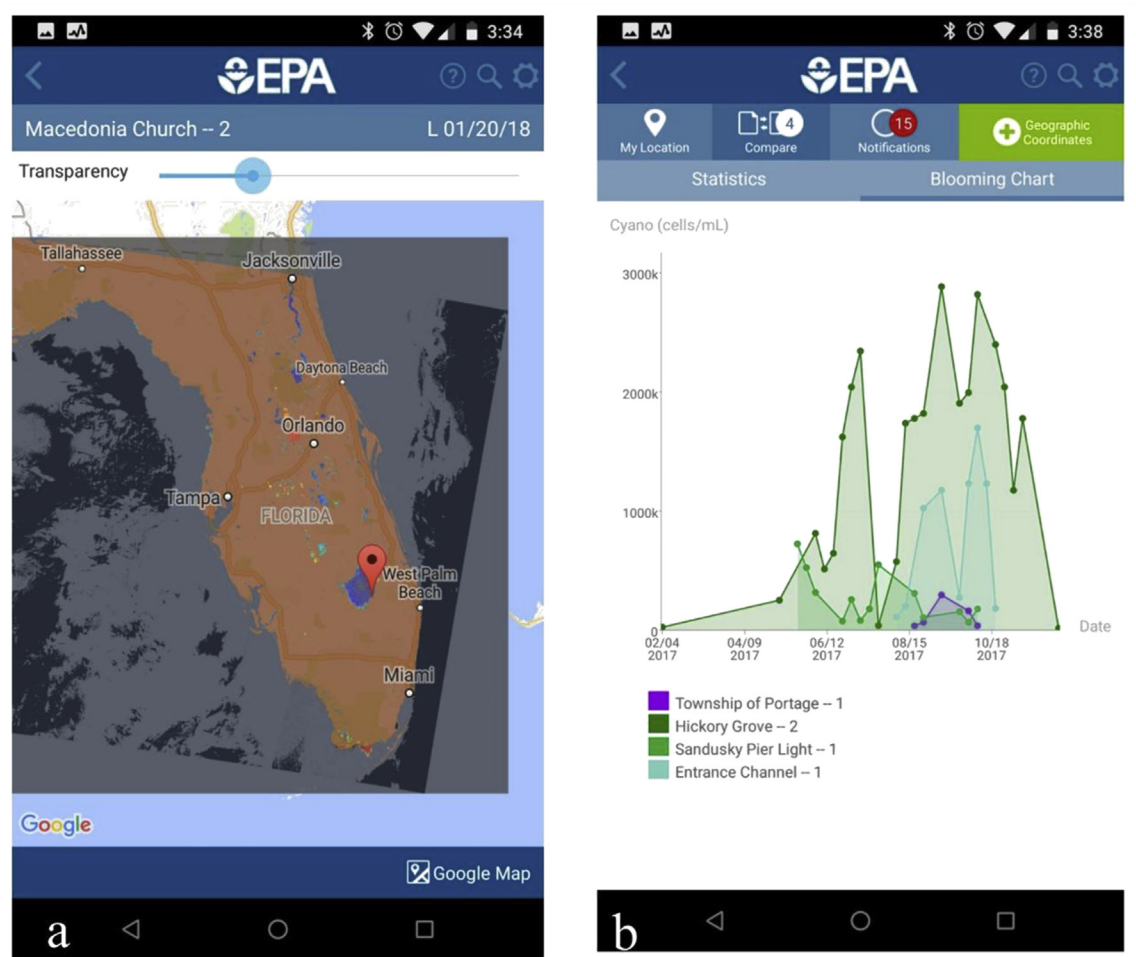 3:34
EPA
Macedonia Church -- 2 L 01/20/18
Transparency
Tallahassee
Jacksonville
Daytona Beach
Orlando
Tampa
FLORIDA
West Palm
Beach
Miami
Google
Google Map
a
3:38
EPA
My Location
Compare 4
Notifications 15
Geographic
Coordinates
Statistics
Blooming Chart
Cyano (cells/mL)
3000k
2000k
1000k
0
02/04
2017
04/09
2017
06/12
2017
08/15
2017
10/18
2017
Date
Township of Portage -- 1
Hickory Grove -- 2
Sandusky Pier Light -- 1
Entrance Channel -- 1
b